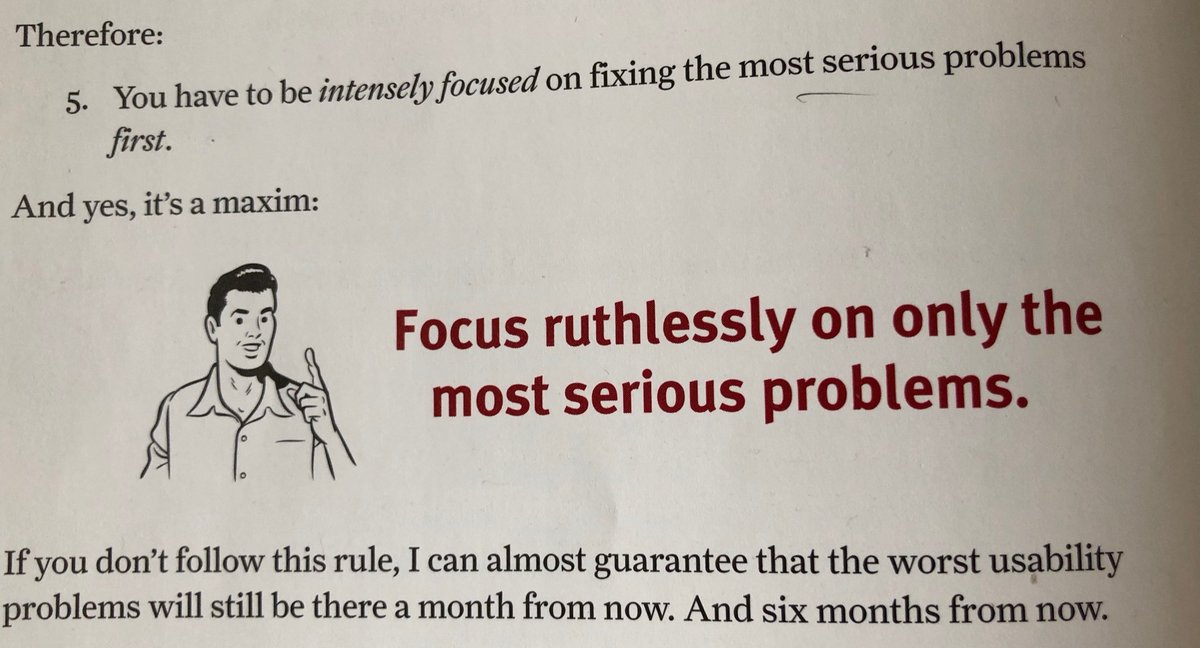 Therefore:
5. You have to be intensely focused on fixing the most serious problems
first.
And yes, it's a maxim:
Focus ruthlessly on only the
most serious problems.
If you don't follow this rule, I can almost guarantee that the worst usability
problems will still be there a month from now. And six months from now.